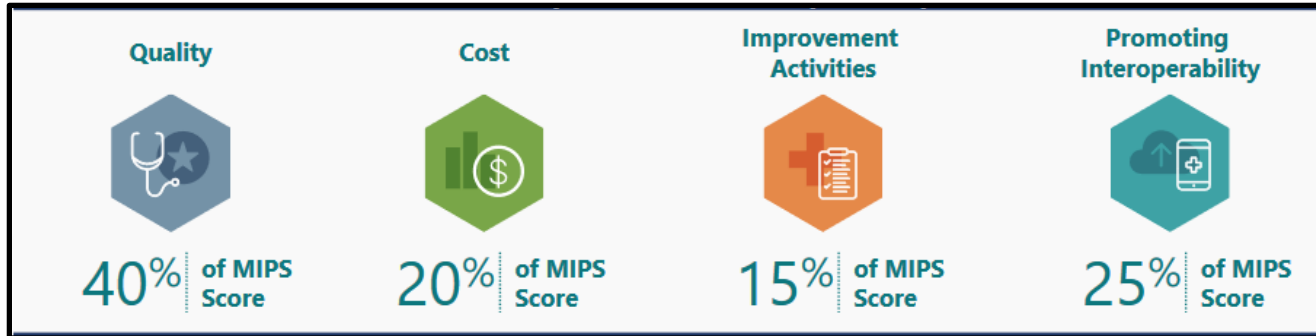 Quality
40% of MIPS
Score
Cost
$
20% of MIPS
Score
Improvement
Activities
15% of MIPS
Score
Promoting
Interoperability
25% of MIPS
Score